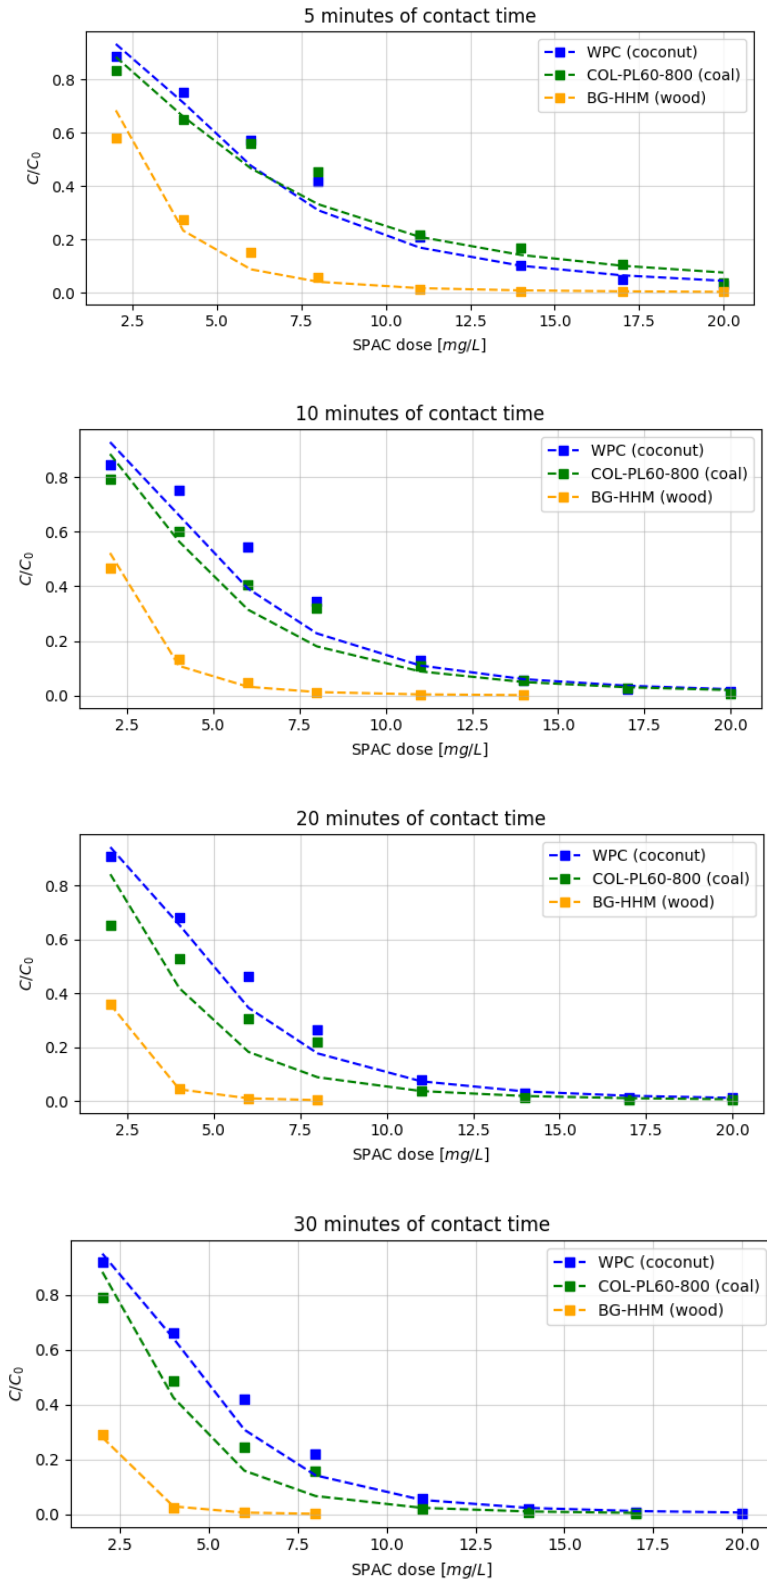 5 minutes of contact time
WPC (coconut)
COL-PL60-800 (coal)
BG-HHM (wood)
C/C0
0.8
0.6
0.4
0.2
0.0
2.5 5.0 7.5 10.0 12.5 15.0 17.5 20.0
SPAC dose [mg/L]
10 minutes of contact time
WPC (coconut)
COL-PL60-800 (coal)
BG-HHM (wood)
C/C0
0.8
0.6
0.4
0.2
0.0
2.5 5.0 7.5 10.0 12.5 15.0 17.5 20.0
SPAC dose [mg/L]
20 minutes of contact time
WPC (coconut)
COL-PL60-800 (coal)
BG-HHM (wood)
C/C0
0.8
0.6
0.4
0.2
0.0
2.5 5.0 7.5 10.0 12.5 15.0 17.5 20.0
SPAC dose [mg/L]
30 minutes of contact time
WPC (coconut)
COL-PL60-800 (coal)
BG-HHM (wood)
C/C0
0.8
0.6
0.4
0.2
0.0
2.5 5.0 7.5 10.0 12.5 15.0 17.5 20.0
SPAC dose [mg/L]